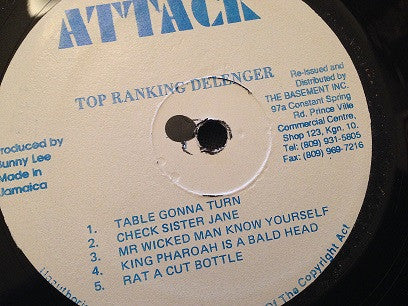 ATTACK
TOP RANKING DELENGER
Produced by
Bunny Lee
Made in
Jamaica
Re-issued and
Distributed by
THE BASEMENT INC.
97a Constant Spring
Rd. Prince Ville
Commercial Centre,
Shop 123, Kgn. 10.
Tel: (809) 931-5805
Fax: (809) 969-7216
1. TABLE GONNA TURN
2. CHECK SISTER JANE
3. MR WICKED MAN KNOW YOURSELF
4. KING PHAROAH IS A BALD HEAD
5. RAT A CUT BOTTLE
Of The Copyright Act